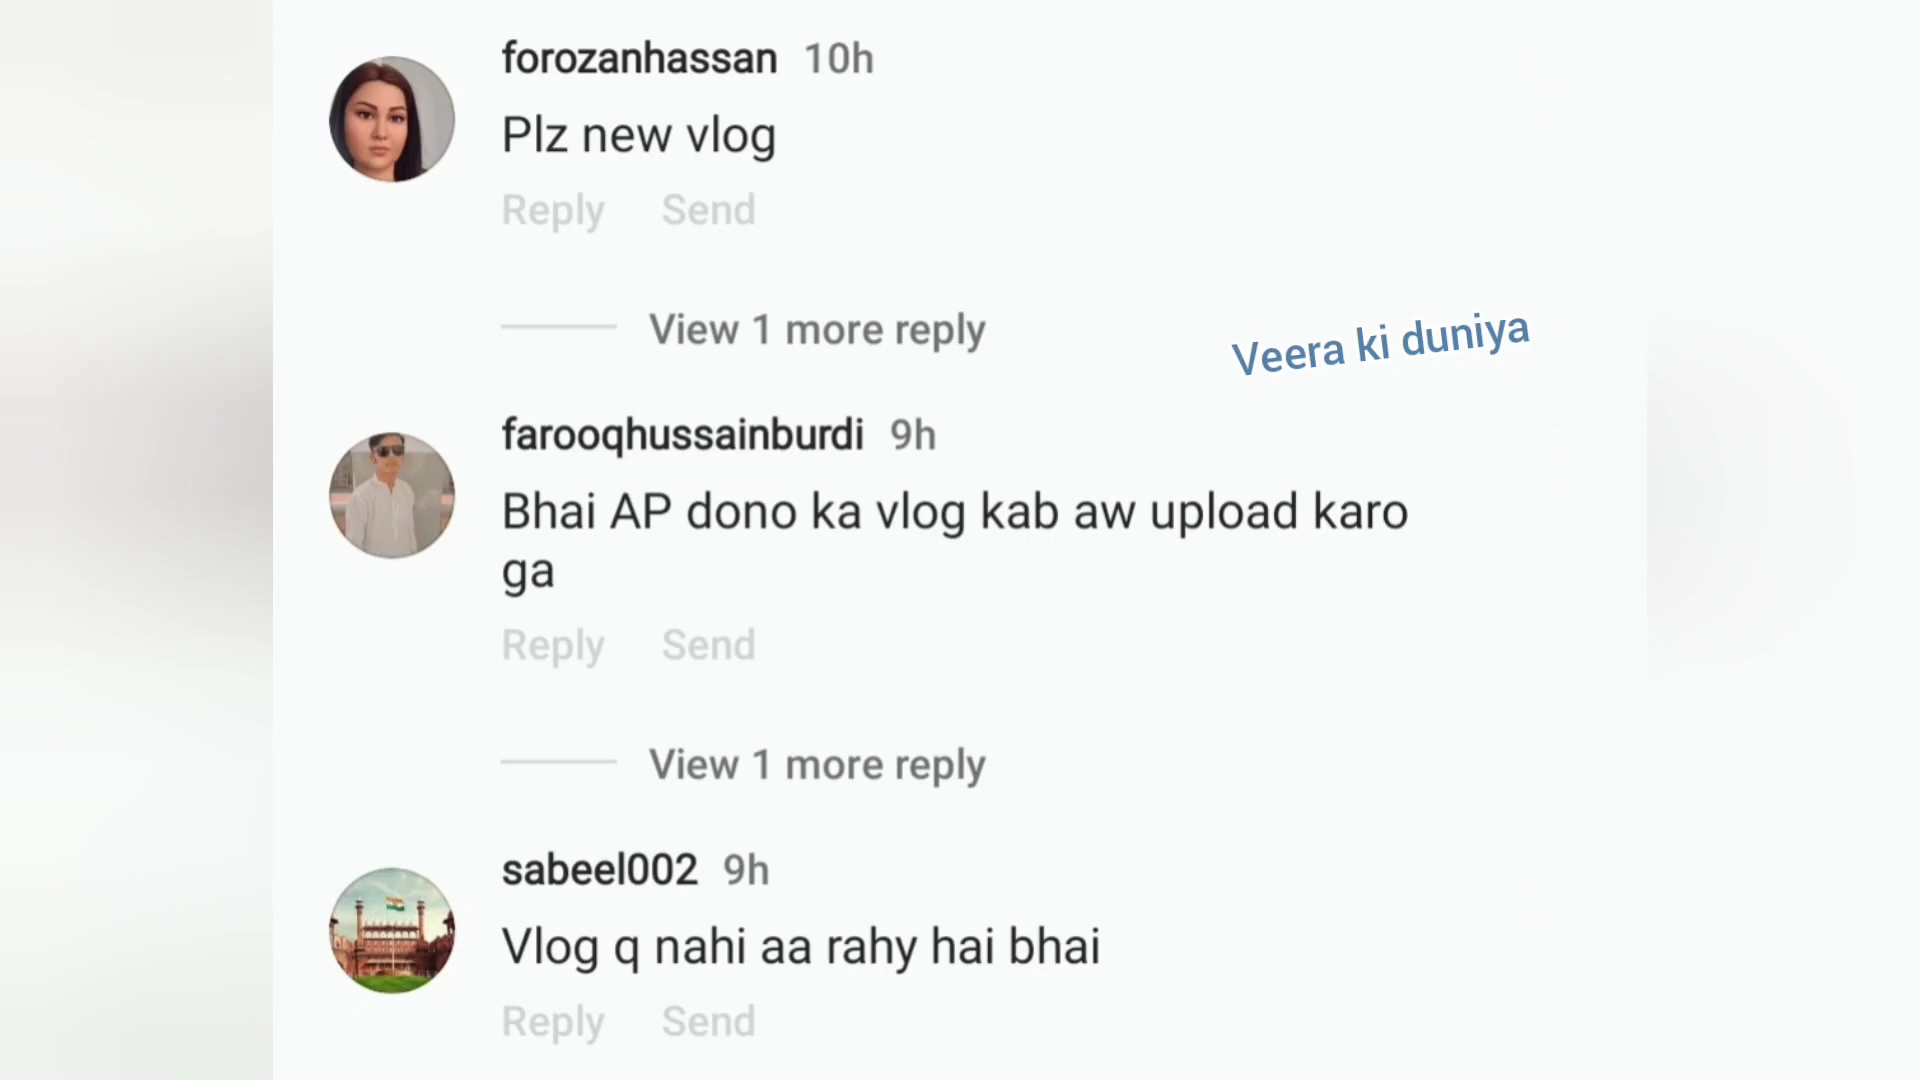 forozanhassan 10h
Plz new vlog
Reply Send
View 1 more reply
Veera ki duniya
farooqhussainburdi 9h
Bhai AP dono ka vlog kab aw upload karo
ga
Reply Send
View 1 more reply
sabeel002 9h
Vlog q nahi aa rahy hai bhai
Reply Send